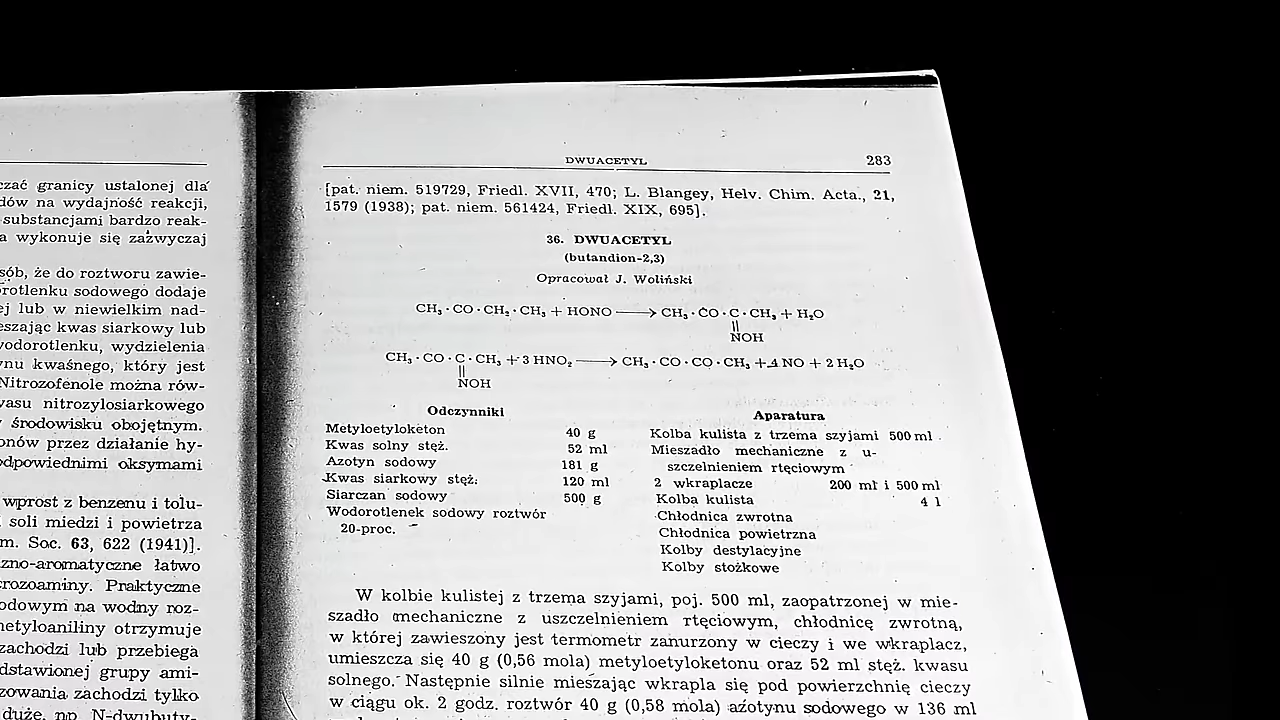 czać granicy ustalonej dla
dów na wydajność reakcji,
substancjami bardzo reak-
a wykonuje się zazwyczaj
sób, że do roztworu zawie-
rotlenku sodowego dodaje
ej lub w niewielkim nad-
eszając kwas siarkowy lub
wodorotlenku, wydzielenia
ynu kwaśnego, który jest
Nitrozofenole można rów-
wasu nitrozylosiarkowego
środowisku obojętnym.
onów przez działanie hy-
odpowiednimi oksymami
wprost z benzenu i tolu-
soli miedzi i powietrza
m. Soc. 63, 622 (1941)].
zno-aromatyczne łatwo
crozoaminy. Praktyczne
odowym na wodny roz-
netyloaniliny otrzymuje
zachodzi lub przebiega
dstawionej grupy ami-
zowania zachodzi tylko
duże, np. N-dwubuty-
DWUACETYL 283
[pat. niem. 519729, Friedl. XVII, 470; L. Blangey, Helv. Chim. Acta., 21,
1579 (1938); pat. niem. 561424, Friedl. XIX, 695].
36. DWUACETYL
(butandion-2,3)
Opracował J. Woliński
CH₃·CO·CH₂·CH₃ + HONO ⟶ CH₃·CO·C·CH₃ + H₂O
||
NOH
CH₃·CO·C·CH₃ + 3 HNO₂ ⟶ CH₃·CO·CO·CH₃ + 4 NO + 2 H₂O
||
NOH
Odczynniki
Metyloetyloketon 40 g
Kwas solny stęż. 52 ml
Azotyn sodowy 181 g
Kwas siarkowy stęż. 120 ml
Siarczan sodowy 500 g
Wodorotlenek sodowy roztwór
20-proc.
Aparatura
Kolba kulista z trzema szyjami 500 ml
Mieszadło mechaniczne z u-
szczelnieniem rtęciowym
2 wkraplacze 200 ml i 500 ml
Kolba kulista 4 l
Chłodnica zwrotna
Chłodnica powietrzna
Kolby destylacyjne
Kolby stożkowe
W kolbie kulistej z trzema szyjami, poj. 500 ml, zaopatrzonej w mie-
szadło mechaniczne z uszczelnieniem rtęciowym, chłodnicę zwrotną,
w której zawieszony jest termometr zanurzony w cieczy i we wkraplacz,
umieszcza się 40 g (0,56 mola) metyloetyloketonu oraz 52 ml stęż. kwasu
solnego. Następnie silnie mieszając wkrapla się pod powierzchnię cieczy
w ciągu ok. 2 godz. roztwór 40 g (0,58 mola) azotynu sodowego w 136 ml